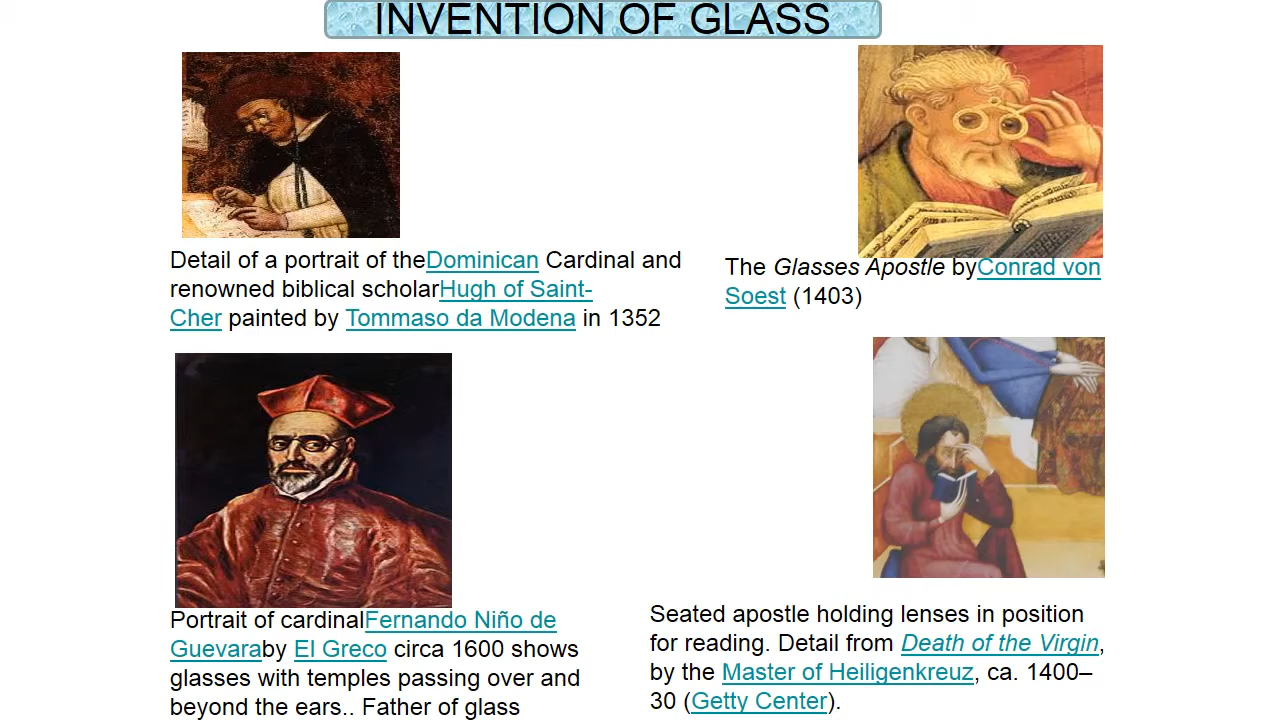 INVENTION OF GLASS
Detail of a portrait of theDominican Cardinal and
renowned biblical scholarHugh of Saint-
Cher painted by Tommaso da Modena in 1352
The Glasses Apostle byConrad von
Soest (1403)
Portrait of cardinalFernando Niño de
Guevaraby El Greco circa 1600 shows
glasses with temples passing over and
beyond the ears.. Father of glass
Seated apostle holding lenses in position
for reading. Detail from Death of the Virgin,
by the Master of Heiligenkreuz, ca. 1400–
30 (Getty Center).